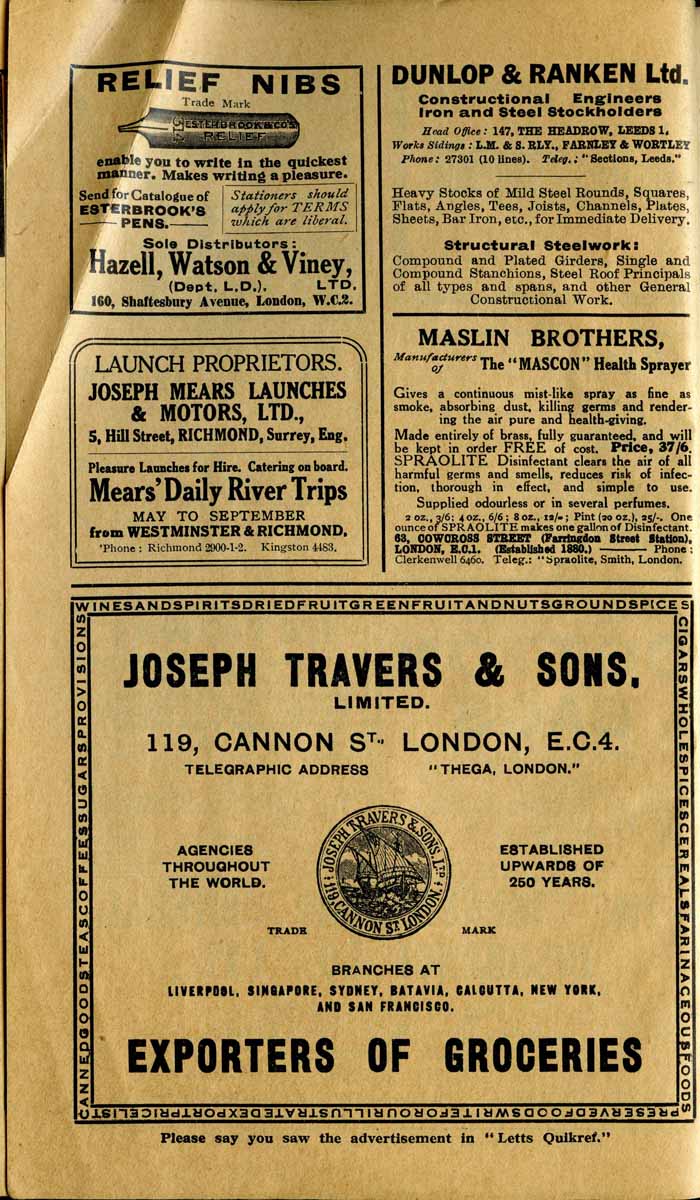 RELIEF NIBS
Trade Mark
ESTERBROOK & CO'S
RELIEF
enable you to write in the quickest
manner. Makes writing a pleasure.
Send for Catalogue of
ESTERBROOK'S
PENS.
Stationers should
apply for TERMS
which are liberal.
Sole Distributors:
Hazell, Watson & Viney,
(Dept. L.D.). LTD.
160, Shaftesbury Avenue, London, W.C.2.
LAUNCH PROPRIETORS.
JOSEPH MEARS LAUNCHES
& MOTORS, LTD.,
5, Hill Street, RICHMOND, Surrey, Eng.
Pleasure Launches for Hire. Catering on board.
Mears' Daily River Trips
MAY TO SEPTEMBER
from WESTMINSTER & RICHMOND.
'Phone: Richmond 2900-1-2. Kingston 4483.
DUNLOP & RANKEN Ltd.
Constructional Engineers
Iron and Steel Stockholders
Head Office: 147, THE HEADROW, LEEDS 1.
Works Sidings: L.M. & S. RLY., FARNLEY & WORTLEY
Phone: 27301 (10 lines). Teleg.: "Sections, Leeds."
Heavy Stocks of Mild Steel Rounds, Squares,
Flats, Angles, Tees, Joists, Channels, Plates,
Sheets, Bar Iron, etc., for Immediate Delivery.
Structural Steelwork:
Compound and Plated Girders, Single and
Compound Stanchions, Steel Roof Principals
of all types and spans, and other General
Constructional Work.
MASLIN BROTHERS,
Manufacturers of The "MASCON" Health Sprayer
Gives a continuous mist-like spray as fine as
smoke, absorbing dust, killing germs and render-
ing the air pure and health-giving.
Made entirely of brass, fully guaranteed, and will
be kept in order FREE of cost. Price, 37/6.
SPRAOLITE Disinfectant clears the air of all
harmful germs and smells, reduces risk of infec-
tion, thorough in effect, and simple to use.
Supplied odourless or in several perfumes.
2 oz., 3/6; 4 oz., 6/6; 8 oz., 12/-; Pint (20 oz.), 25/-. One
ounce of SPRAOLITE makes one gallon of Disinfectant.
63, COWCROSS STREET (Farringdon Street Station),
LONDON, E.C.1. (Established 1880.) —— Phone:
Clerkenwell 6460. Teleg.: "Spraolite, Smith, London.
WINESANDSPIRITSDRIEDFRUITGREENFRUITANDNUTSGROUNDSPICES
CIGARSWHOLESPICESCEREALSFARINACEOUSFOODS
CANNEDGOODSTEASCOFFEESSUGARSPROVISIONS
JOSEPH TRAVERS & SONS,
LIMITED.
119, CANNON ST., LONDON, E.C.4.
TELEGRAPHIC ADDRESS "THEGA, LONDON."
AGENCIES
THROUGHOUT
THE WORLD.
JOSEPH TRAVERS & SONS. LTD
119, CANNON ST. LONDON.
TRADE MARK
ESTABLISHED
UPWARDS OF
250 YEARS.
BRANCHES AT
LIVERPOOL, SINGAPORE, SYDNEY, BATAVIA, CALCUTTA, NEW YORK,
AND SAN FRANCISCO.
EXPORTERS OF GROCERIES
PRESERVEDFOODSWRITEFOROURILLUSTRATEDEXPORTPRICELIST
Please say you saw the advertisement in "Letts Quikref."